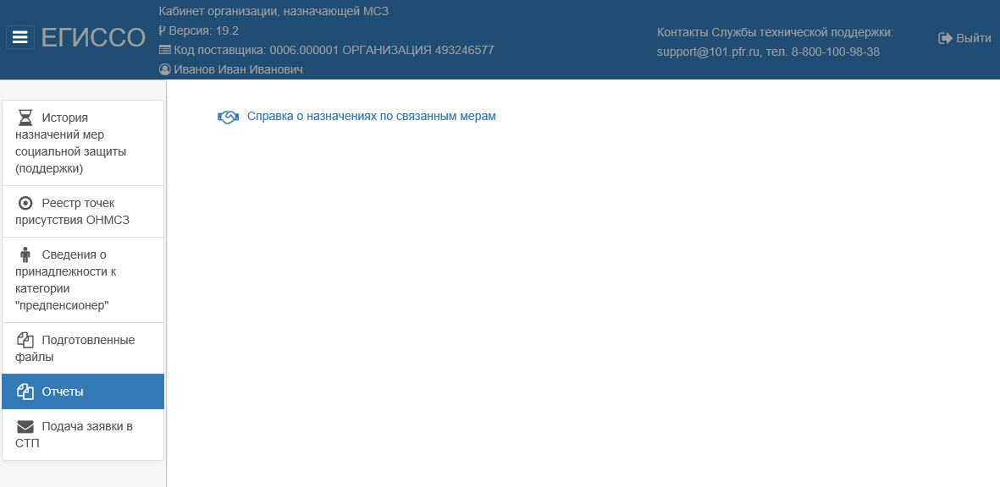 ЕГИССО
Кабинет организации, назначающей МСЗ
Версия: 19.2
Код поставщика: 0006.000001 ОРГАНИЗАЦИЯ 493246577
Иванов Иван Иванович
Контакты Службы технической поддержки:
support@101.pfr.ru, тел. 8-800-100-98-38
Выйти
История
назначений мер
социальной защиты
(поддержки)
Реестр точек
присутствия ОНМСЗ
Сведения о
принадлежности к
категории
"предпенсионер"
Подготовленные
файлы
Отчеты
Подача заявки в
СТП
Справка о назначениях по связанным мерам